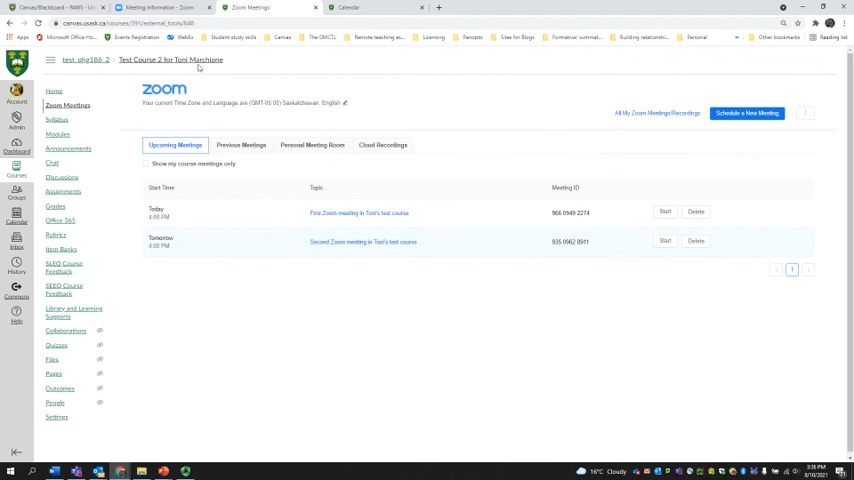 Canvas/Blackboard - PAWS - Un
Meeting Information - Zoom
Zoom Meetings
Calendar
canvas.usask.ca/courses/391/external_tools/648
Apps
Microsoft Office Ho...
Event Registration
WebEx
Student study skills
The GMCTL
Remote teaching as...
Learning
Panopto
Sites for Blogs
Formative/ summat...
Canvas
Building relationshi...
Personal
Other bookmarks
Reading list
test_qhg186_2
Test Course 2 for Toni Marchione
Account
Admin
Dashboard
Courses
Groups
Calendar
Inbox
History
Commons
Help
Home
Zoom Meetings
Syllabus
Modules
Announcements
Chat
Discussions
Assignments
Grades
Office 365
Rubrics
Item Banks
SLEQ Course
Feedback
SEEQ Course
Feedback
Library and Learning
Supports
Collaborations
Quizzes
Files
Pages
Outcomes
People
Settings
zoom
Your current Time Zone and Language are (GMT-06:00) Saskatchewan, English
All My Zoom Meetings/Recordings
Schedule a New Meeting
Upcoming Meetings
Previous Meetings
Personal Meeting Room
Cloud Recordings
Show my course meetings only
Start Time
Topic
Meeting ID
Today
4:00 PM
First Zoom meeting in Toni's test course
966 0949 2274
Start
Delete
Tomorrow
4:00 PM
Second Zoom meeting in Toni's test course
935 0962 8911
Start
Delete
1
16°C Cloudy
3:36 PM
8/10/2021